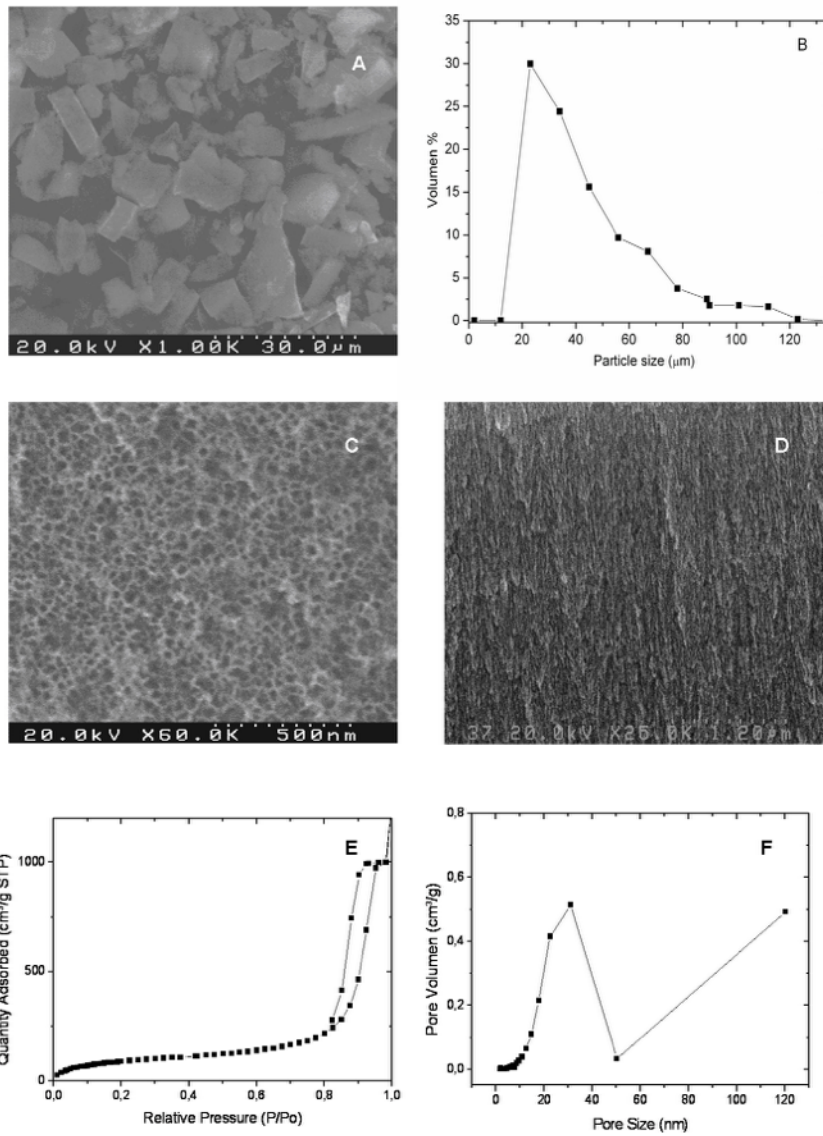 A
20.0kV X1.00K 30.0µm
B
Volumen %
35
30
25
20
15
10
5
0
0 20 40 60 80 100 120
Particle size (µm)
C
20.0kV X60.0K 500nm
D
37 20.0kV X25.0K 1.20µm
E
Quantity Adsorbed (cm³/g STP)
1000
500
0
0,0 0,2 0,4 0,6 0,8 1,0
Relative Pressure (P/Po)
F
Pore Volumen (cm³/g)
0,8
0,6
0,4
0,2
0,0
0 20 40 60 80 100 120
Pore Size (nm)